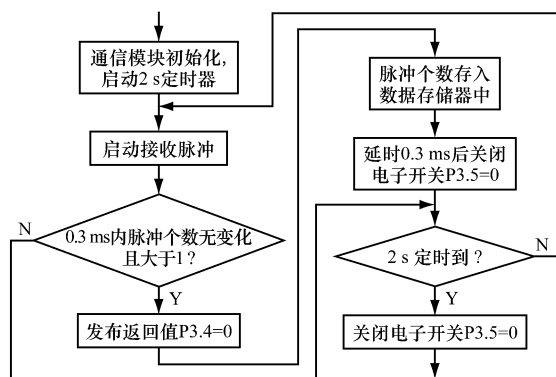 通信模块初始化,
启动2 s定时器
启动接收脉冲
N
0.3 ms内脉冲个数无变化
且大于1？
Y
发布返回值P3.4=0
脉冲个数存入
数据存储器中
延时0.3 ms后关闭
电子开关P3.5=0
2 s 定时到？
N
Y
关闭电子开关P3.5=0